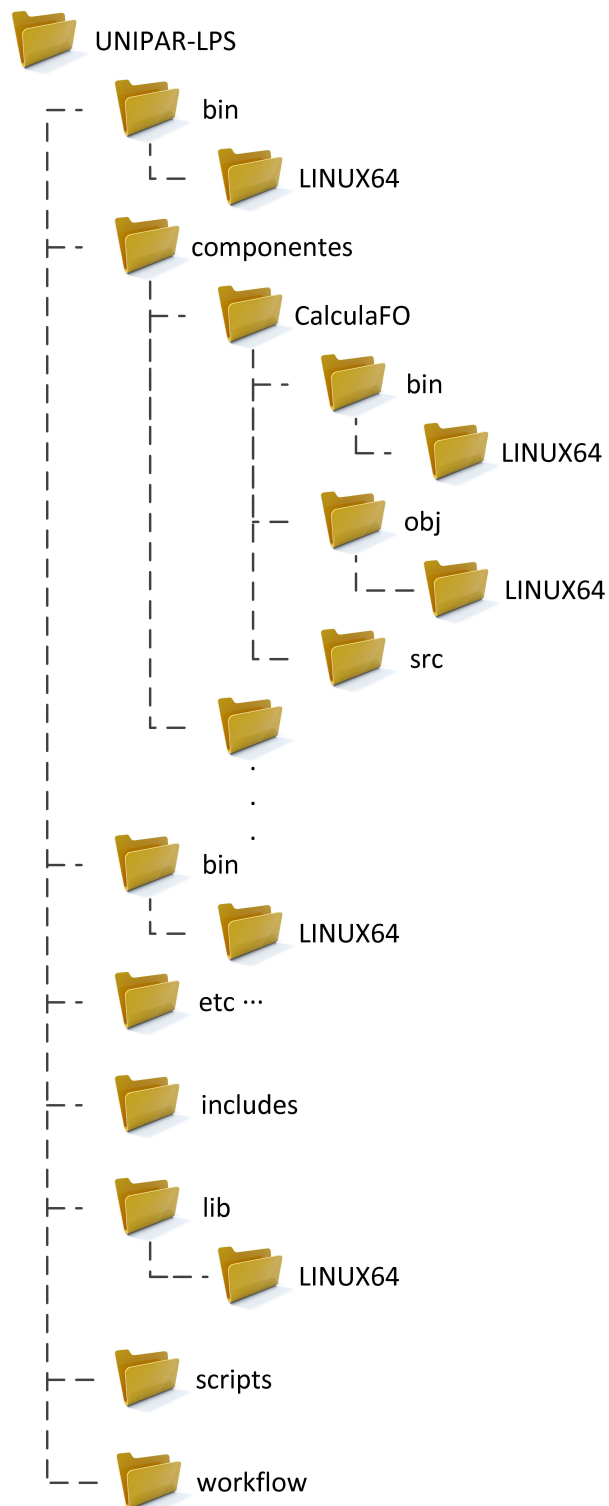 UNIPAR-LPS
bin
LINUX64
componentes
CalculaFO
bin
LINUX64
obj
LINUX64
src
.
.
.
bin
LINUX64
etc ...
includes
lib
LINUX64
scripts
workflow